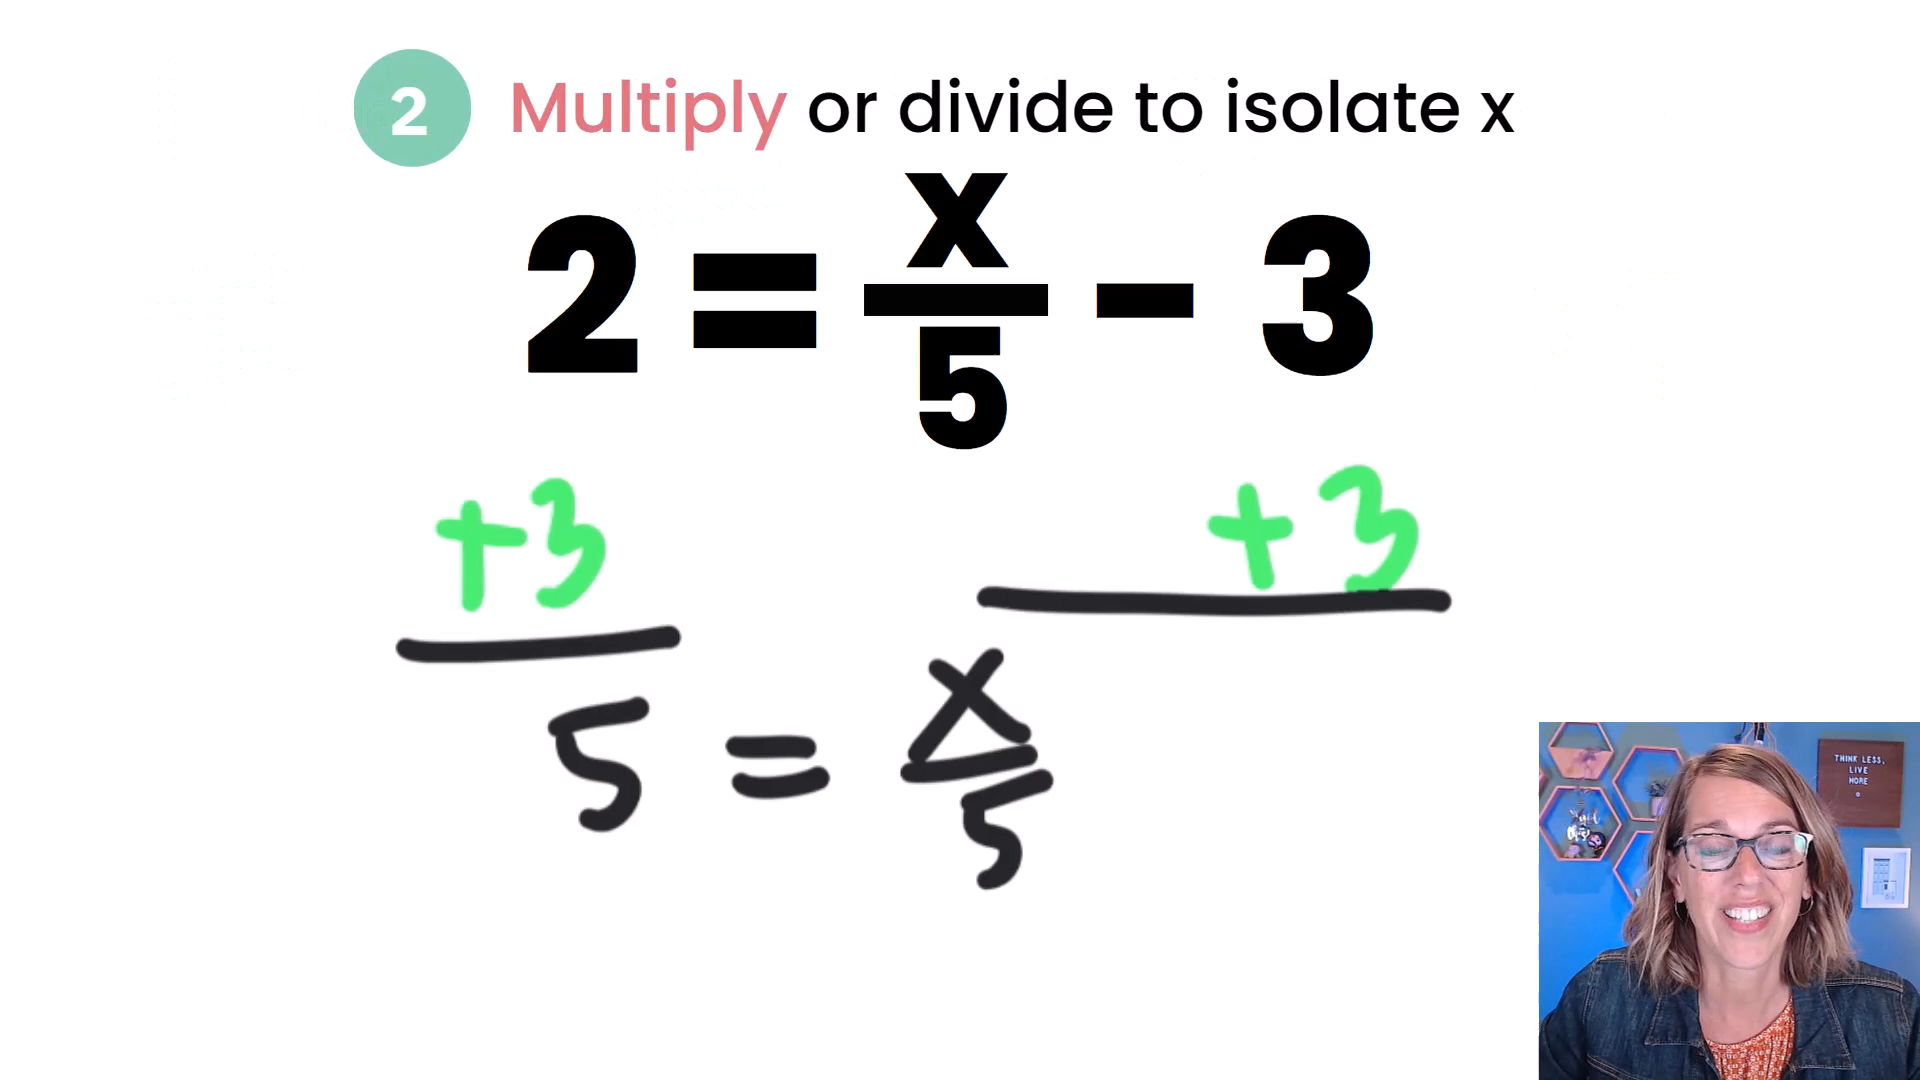 2 Multiply or divide to isolate x
2 = x/5 - 3
+3 +3
5 = x/5
THINK LESS,
LIVE
MORE